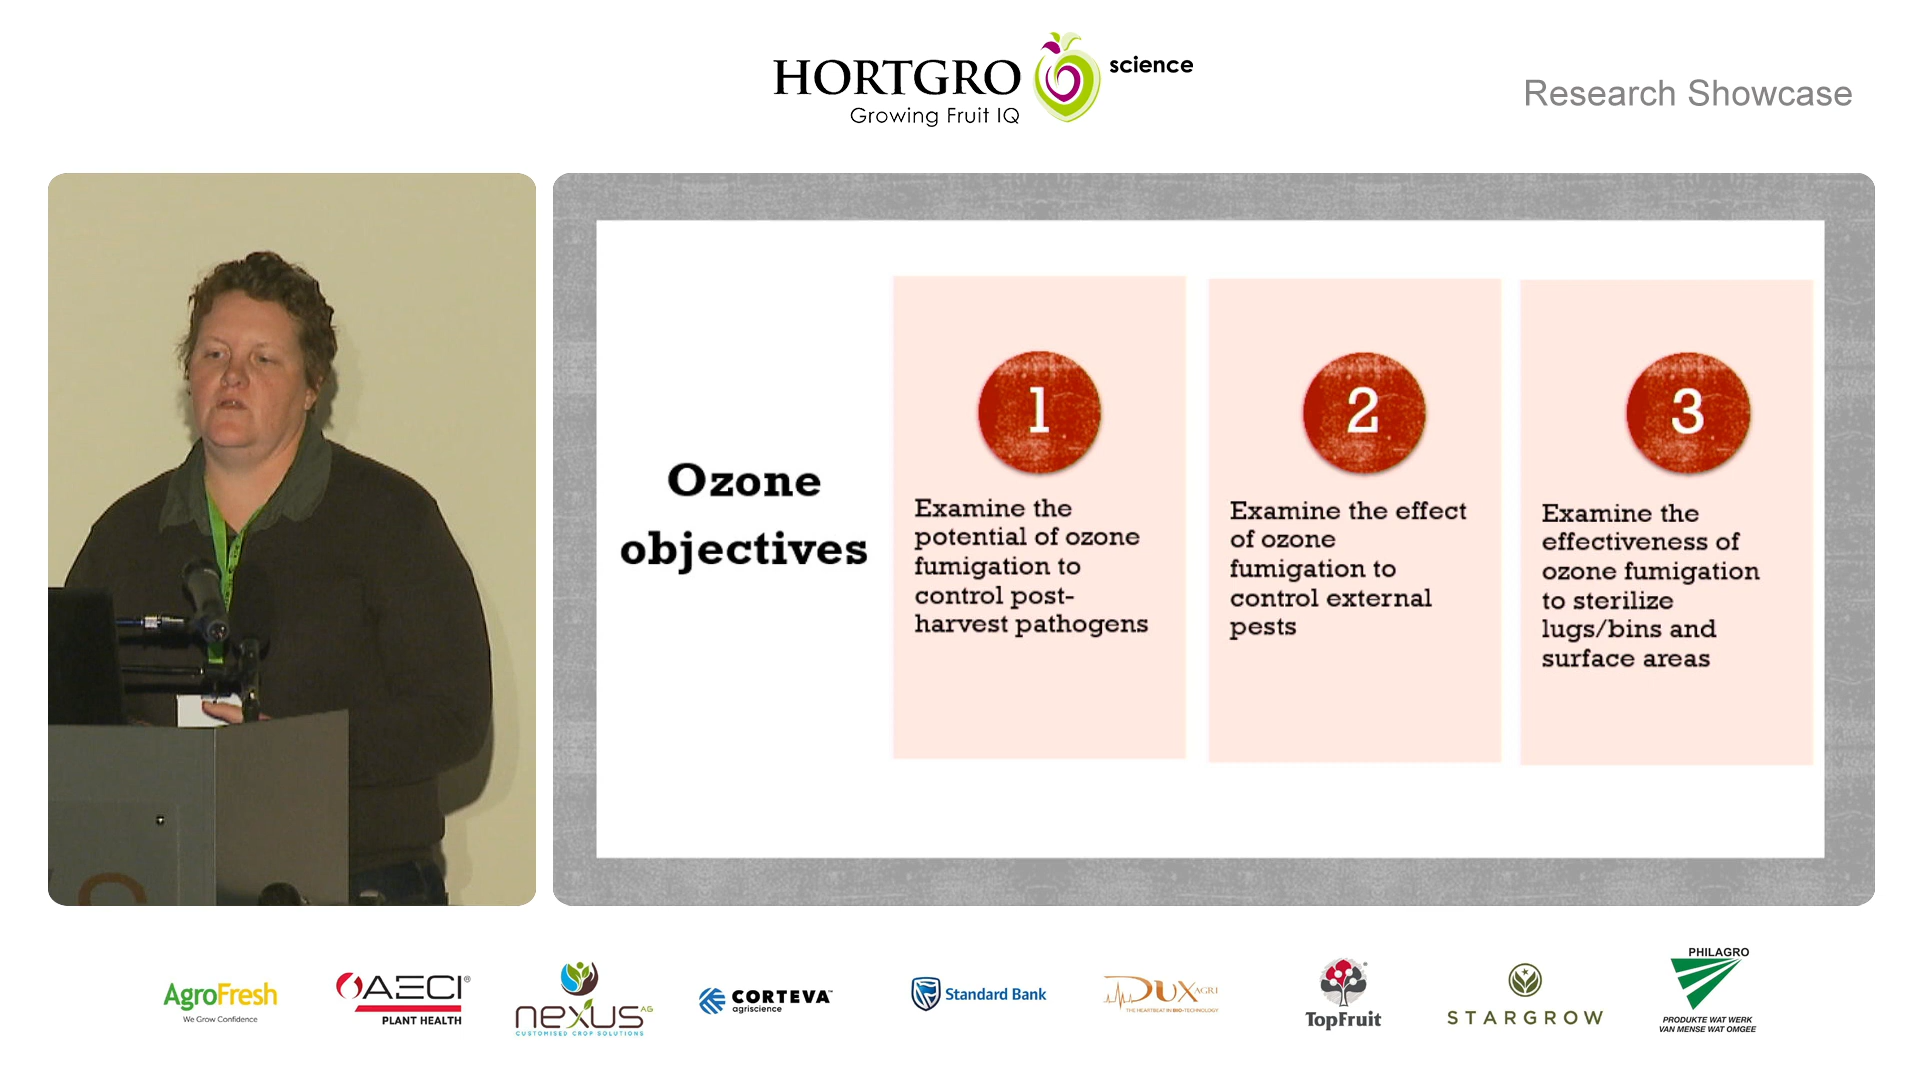 HORTGRO science
Growing Fruit IQ
Research Showcase
Ozone
objectives
1
Examine the
potential of ozone
fumigation to
control post-
harvest pathogens
2
Examine the effect
of ozone
fumigation to
control external
pests
3
Examine the
effectiveness of
ozone fumigation
to sterilize
lugs/bins and
surface areas
AgroFresh
We Grow Confidence
AECI®
PLANT HEALTH
nexus AG
CUSTOMISED CROP SOLUTIONS
CORTEVA™
agriscience
Standard Bank
DUX AGRI
THE HEARTBEAT IN BIO-TECHNOLOGY
TopFruit
STARGROW
PHILAGRO
PRODUKTE WAT WERK
VAN MENSE WAT OMGEE